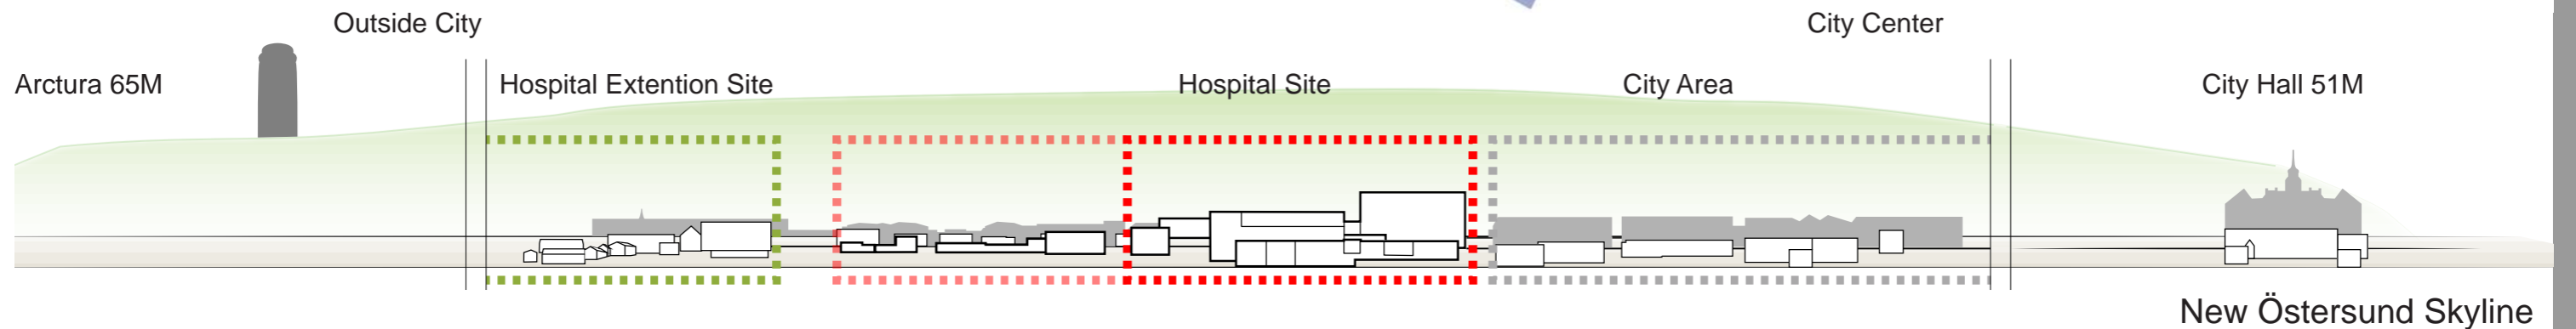 Outside City
City Center
Arctura 65M
Hospital Extention Site
Hospital Site
City Area
City Hall 51M
New Östersund Skyline